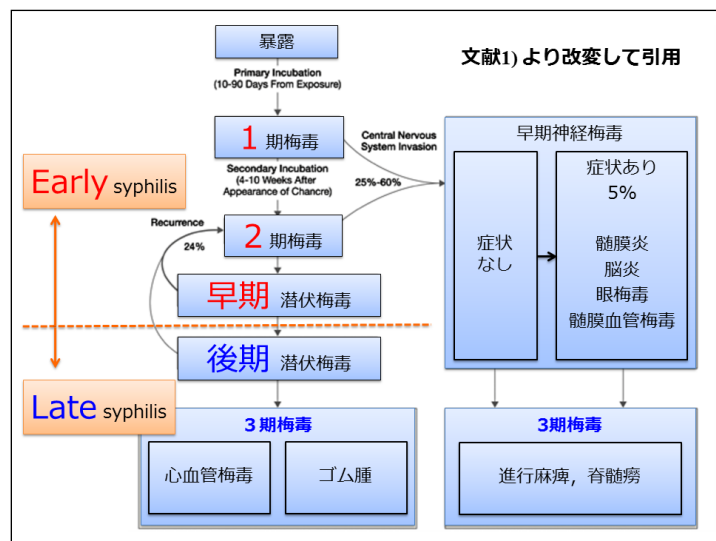 暴露
文献1) より改変して引用
Primary Incubation
(10-90 Days From Exposure)
1 期梅毒
Central Nervous
System Invasion
25%-60%
Secondary Incubation
(4-10 Weeks After
Appearance of Chancre)
Early syphilis
Recurrence
24%
2 期梅毒
早期 潜伏梅毒
後期 潜伏梅毒
Late syphilis
3期梅毒
心血管梅毒
ゴム腫
早期神経梅毒
症状
なし
症状あり
5%
髄膜炎
脳炎
眼梅毒
髄膜血管梅毒
3期梅毒
進行麻痺，脊髄癆